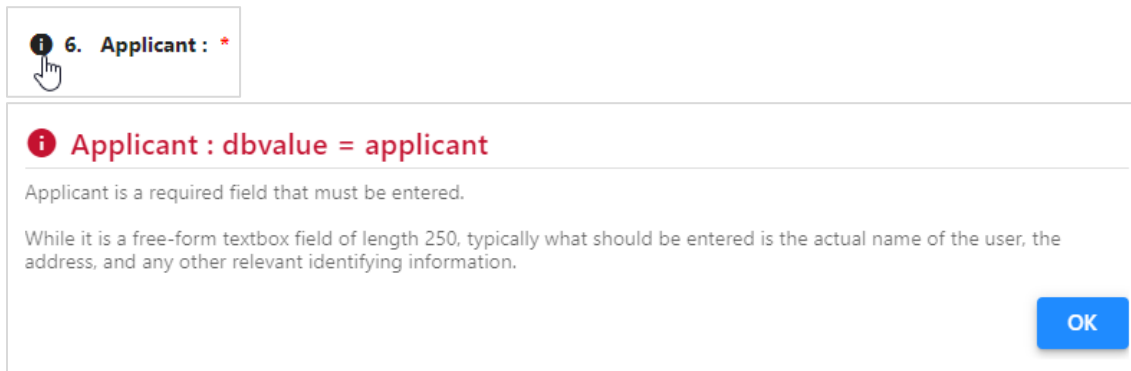 6. Applicant : *
Applicant : dbvalue = applicant
Applicant is a required field that must be entered.
While it is a free-form textbox field of length 250, typically what should be entered is the actual name of the user, the
address, and any other relevant identifying information.
OK